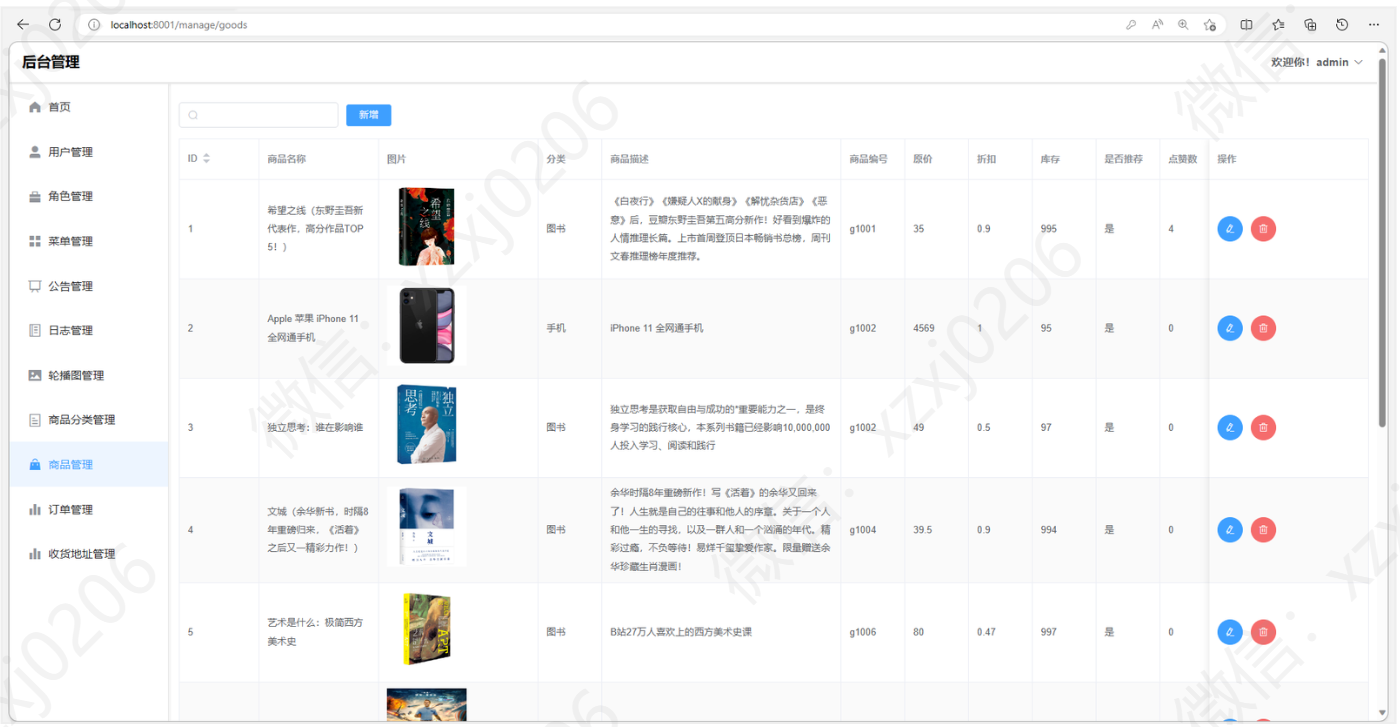 localhost:8001/manage/goods
后台管理
欢迎你！admin
首页
用户管理
角色管理
菜单管理
公告管理
日志管理
轮播图管理
商品分类管理
商品管理
订单管理
收货地址管理
新增
ID 商品名称 图片 分类 商品描述 商品编号 原价 折扣 库存 是否推荐 点赞数 操作
1
希望之线（东野圭吾新
代表作，高分作品TOP
5！）
希望
之线
图书
《白夜行》《嫌疑人X的献身》《解忧杂货店》《恶
意》后，豆瓣东野圭吾第五高分新作！好看到爆炸的
人情推理长篇。上市首周登顶日本畅销书总榜，周刊
文春推理榜年度推荐。
g1001 35 0.9 995 是 4
2
Apple 苹果 iPhone 11
全网通手机
手机
iPhone 11 全网通手机
g1002 4569 1 95 是 0
3
独立思考：谁在影响谁
独立
思考
图书
独立思考是获取自由与成功的"重要能力之一，是终
身学习的践行核心，本系列书籍已经影响10,000,000
人投入学习、阅读和践行
g1002 49 0.5 97 是 0
4
文城（余华新书，时隔8
年重磅归来，《活着》
之后又一精彩力作！）
文城
图书
余华时隔8年重磅新作！写《活着》的余华又回来
了！人生就是自己的往事和他人的序章。关于一个人
和他一生的寻找，以及一群人和一个汹涌的年代。精
彩过瘾，不负等待！易烊千玺挚爱作家。限量赠送余
华珍藏生肖漫画！
g1004 39.5 0.9 994 是 0
5
艺术是什么：极简西方
美术史
ART
图书
B站27万人喜欢上的西方美术史课
g1006 80 0.47 997 是 0
微信：xzxj0206